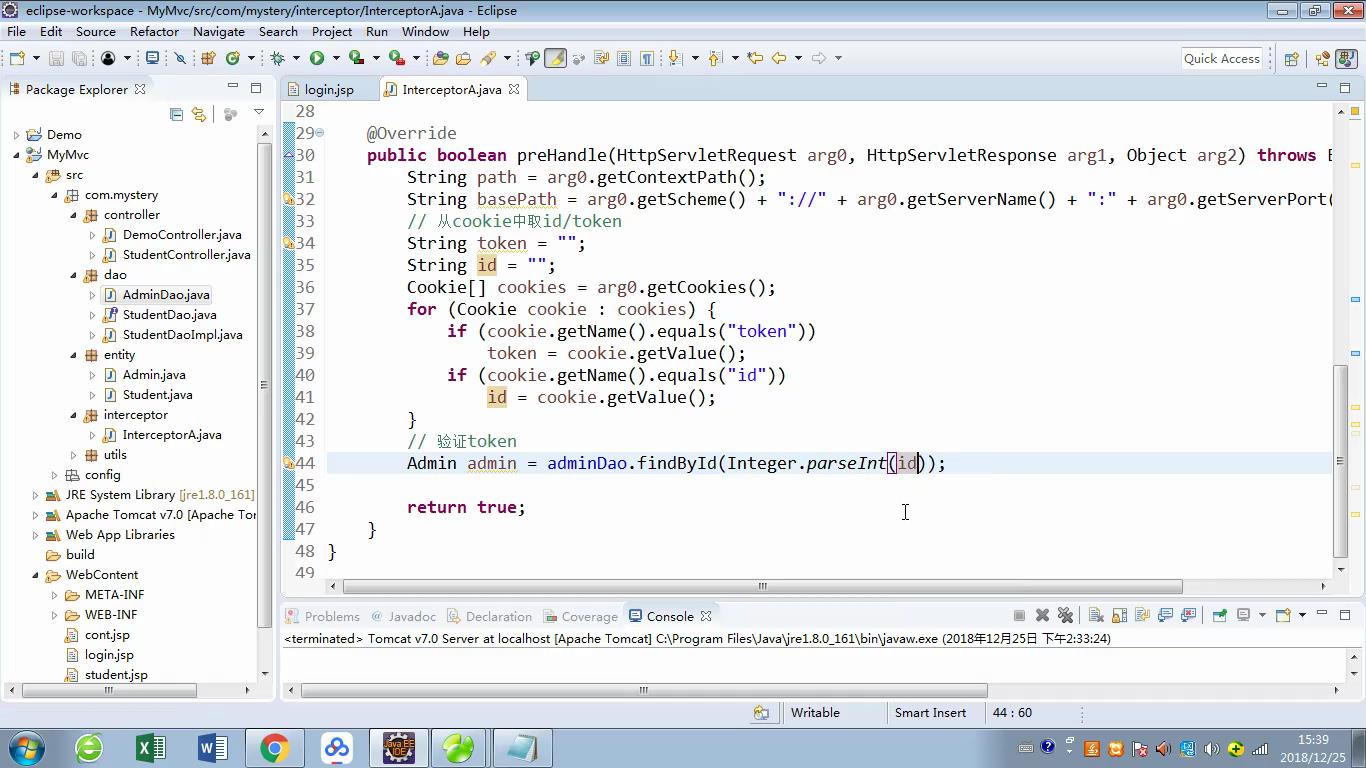 eclipse-workspace - MyMvc/src/com/mystery/interceptor/InterceptorA.java - Eclipse
File Edit Source Refactor Navigate Search Project Run Window Help
Quick Access
Package Explorer
login.jsp
InterceptorA.java
Demo
MyMvc
src
com.mystery
controller
DemoController.java
StudentController.java
dao
AdminDao.java
StudentDao.java
StudentDaoImpl.java
entity
Admin.java
Student.java
interceptor
InterceptorA.java
utils
config
JRE System Library [jre1.8.0_161]
Apache Tomcat v7.0 [Apache Tor
Web App Libraries
build
WebContent
META-INF
WEB-INF
cont.jsp
login.jsp
student.jsp
28
29 @Override
30 public boolean preHandle(HttpServletRequest arg0, HttpServletResponse arg1, Object arg2) throws E
31 String path = arg0.getContextPath();
32 String basePath = arg0.getScheme() + "://" + arg0.getServerName() + ":" + arg0.getServerPort(
33 // 从cookie中取id/token
34 String token = "";
35 String id = "";
36 Cookie[] cookies = arg0.getCookies();
37 for (Cookie cookie : cookies) {
38 if (cookie.getName().equals("token"))
39 token = cookie.getValue();
40 if (cookie.getName().equals("id"))
41 id = cookie.getValue();
42 }
43 // 验证token
44 Admin admin = adminDao.findById(Integer.parseInt(id));
45
46 return true;
47 }
48 }
49
Problems Javadoc Declaration Coverage Console
<terminated> Tomcat v7.0 Server at localhost [Apache Tomcat] C:\Program Files\Java\jre1.8.0_161\bin\javaw.exe (2018年12月25日 下午2:33:24)
Writable Smart Insert 44 : 60
15:39
2018/12/25